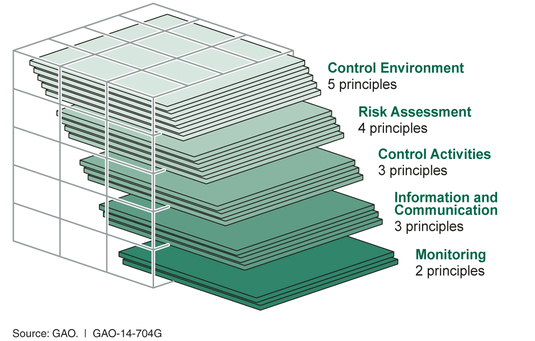 Control Environment
5 principles
Risk Assessment
4 principles
Control Activities
3 principles
Information and
Communication
3 principles
Monitoring
2 principles
Source: GAO. | GAO-14-704G